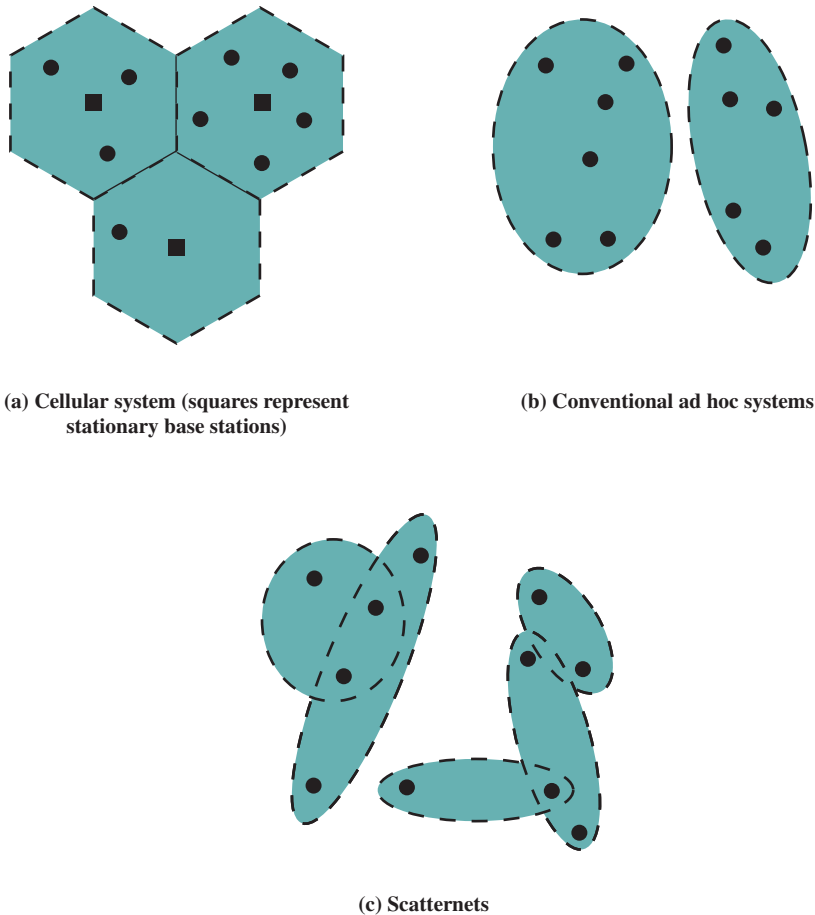 (a) Cellular system (squares represent
stationary base stations)
(b) Conventional ad hoc systems
(c) Scatternets